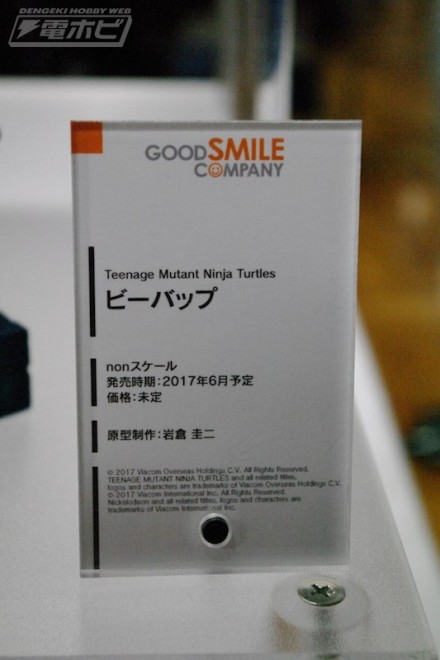 DENGEKI HOBBY WEB
電ホビ
GOODSMILE
COMPANY
Teenage Mutant Ninja Turtles
ビーバップ
nonスケール
発売時期：2017年6月予定
価格：未定
原型制作：岩倉 圭二
© 2017 Viacom Overseas Holdings C.V. All Rights Reserved.
TEENAGE MUTANT NINJA TURTLES and all related titles,
logos and characters are trademarks of Viacom Overseas Holdings C.V.
© 2017 Viacom International Inc. All Rights Reserved.
Nickelodeon and all related titles, logos and characters are
trademarks of Viacom International Inc.